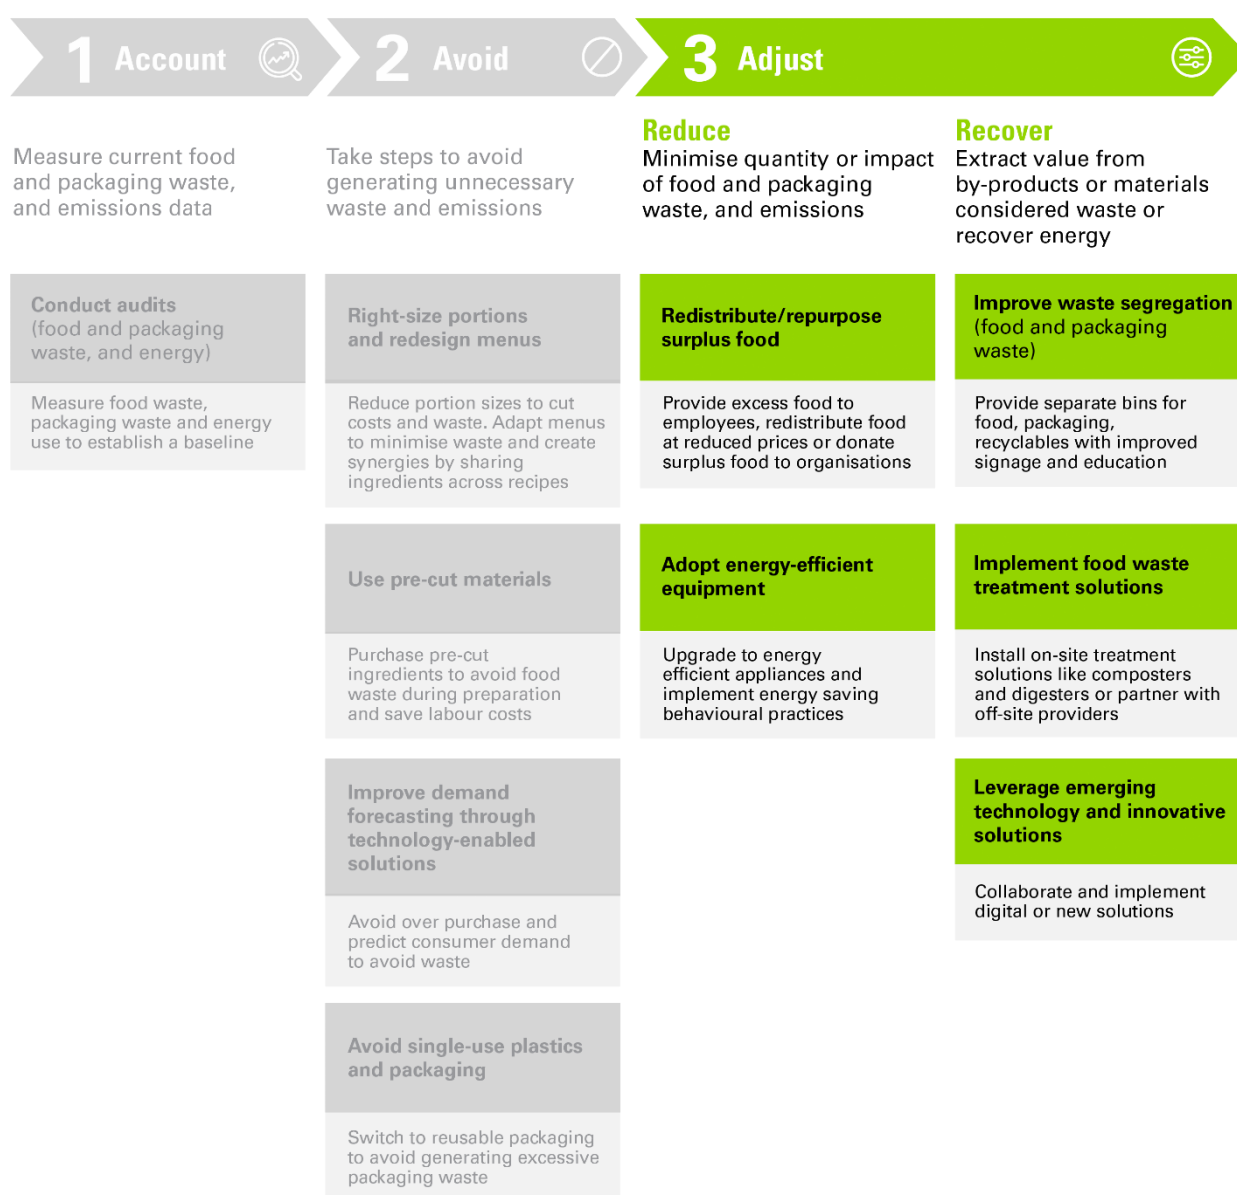 1 Account
2 Avoid
3 Adjust
Measure current food
and packaging waste,
and emissions data
Take steps to avoid
generating unnecessary
waste and emissions
Reduce
Minimise quantity or impact
of food and packaging
waste, and emissions
Recover
Extract value from
by-products or materials
considered waste or
recover energy
Conduct audits
(food and packaging
waste, and energy)
Measure food waste,
packaging waste and energy
use to establish a baseline
Right-size portions
and redesign menus
Reduce portion sizes to cut
costs and waste. Adapt menus
to minimise waste and create
synergies by sharing
ingredients across recipes
Use pre-cut materials
Purchase pre-cut
ingredients to avoid food
waste during preparation
and save labour costs
Improve demand
forecasting through
technology-enabled
solutions
Avoid over purchase and
predict consumer demand
to avoid waste
Avoid single-use plastics
and packaging
Switch to reusable packaging
to avoid generating excessive
packaging waste
Redistribute/repurpose
surplus food
Provide excess food to
employees, redistribute food
at reduced prices or donate
surplus food to organisations
Adopt energy-efficient
equipment
Upgrade to energy
efficient appliances and
implement energy saving
behavioural practices
Improve waste segregation
(food and packaging
waste)
Provide separate bins for
food, packaging,
recyclables with improved
signage and education
Implement food waste
treatment solutions
Install on-site treatment
solutions like composters
and digesters or partner with
off-site providers
Leverage emerging
technology and innovative
solutions
Collaborate and implement
digital or new solutions